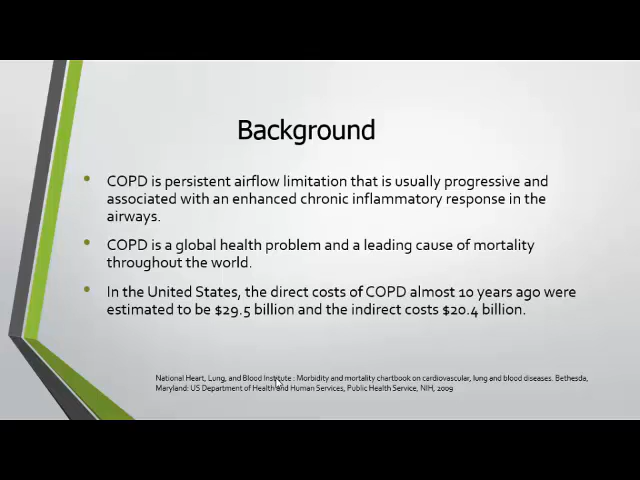 Background
• COPD is persistent airflow limitation that is usually progressive and
associated with an enhanced chronic inflammatory response in the
airways.
• COPD is a global health problem and a leading cause of mortality
throughout the world.
• In the United States, the direct costs of COPD almost 10 years ago were
estimated to be $29.5 billion and the indirect costs $20.4 billion.
National Heart, Lung, and Blood Institute : Morbidity and mortality chartbook on cardiovascular, lung and blood diseases. Bethesda,
Maryland: US Department of Health and Human Services, Public Health Service, NIH, 2009